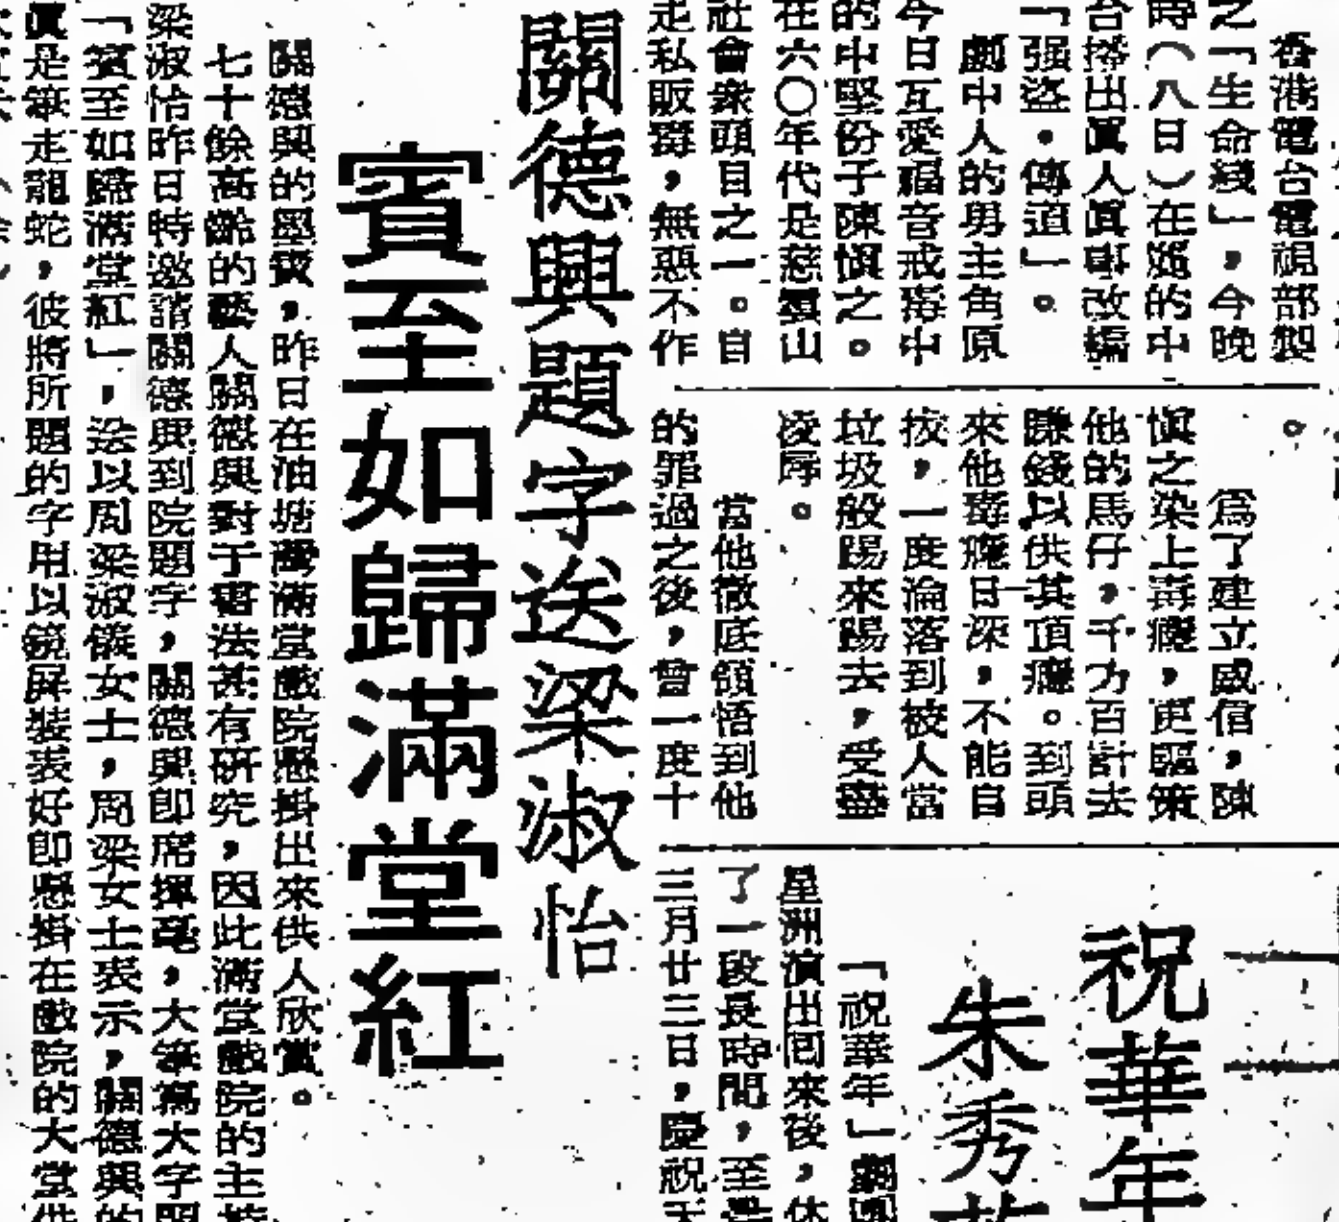 香港電台電視部製
之「生命綫」,今晚
時(八日)在
的中
台播出眞人眞事改編
「强盜.傳道」。
劇中人的男主角原
今日互愛福音戒毒中
的中堅份子陳愼之。
在六〇年代是慈雲山
社會衆頭目之一。自
走私販毒,無惡不作
。
爲了建立威信,陳
愼之染上毒癮,更驅策
他的馬仔,千方百計去
賺錢以供其頂癮。到頭
來他毒癮日深,不能自
拔,一度淪落到被人當
垃圾般踢來踢去,受盡
凌辱。
當他徹底領悟到他
的罪過之後,曾一度十
祝華年
朱秀
「祝華年」劇團
星洲演出回來後,休
了一段長時間,至
三月廿三日,慶祝天
關德興題字送梁淑怡
賓至如歸滿堂紅
關德興的墨寶,昨日在油塘灣滿堂戲院懸掛出來供人欣賞。
七十餘高齡的藝人關德興對于書法甚有研究,因此滿堂戲院的主
梁淑怡昨日特邀請關德興到院題字,關德興卽席揮毫,大筆寫大字
「賓至如歸滿堂紅」,送以周梁淑儀女士,周梁女士表示,關德興的
眞是筆走龍蛇,彼將所題的字用以鏡屏裝裱好卽懸掛在戲院的大堂供